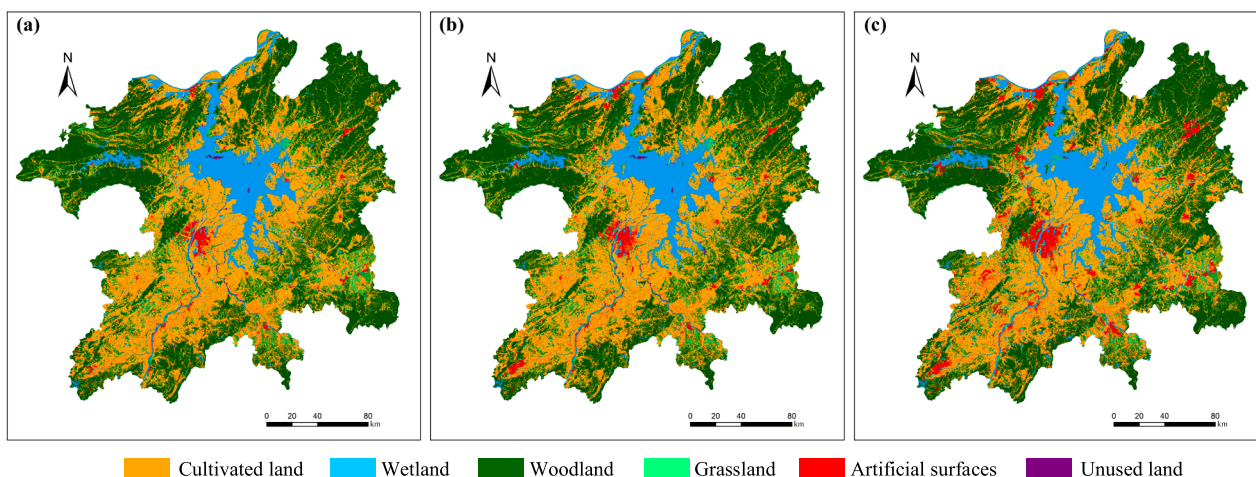 (a)
N
0 20 40 80
km
(b)
N
0 20 40 80
km
(c)
N
0 20 40 80
km
Cultivated land Wetland Woodland Grassland Artificial surfaces Unused land